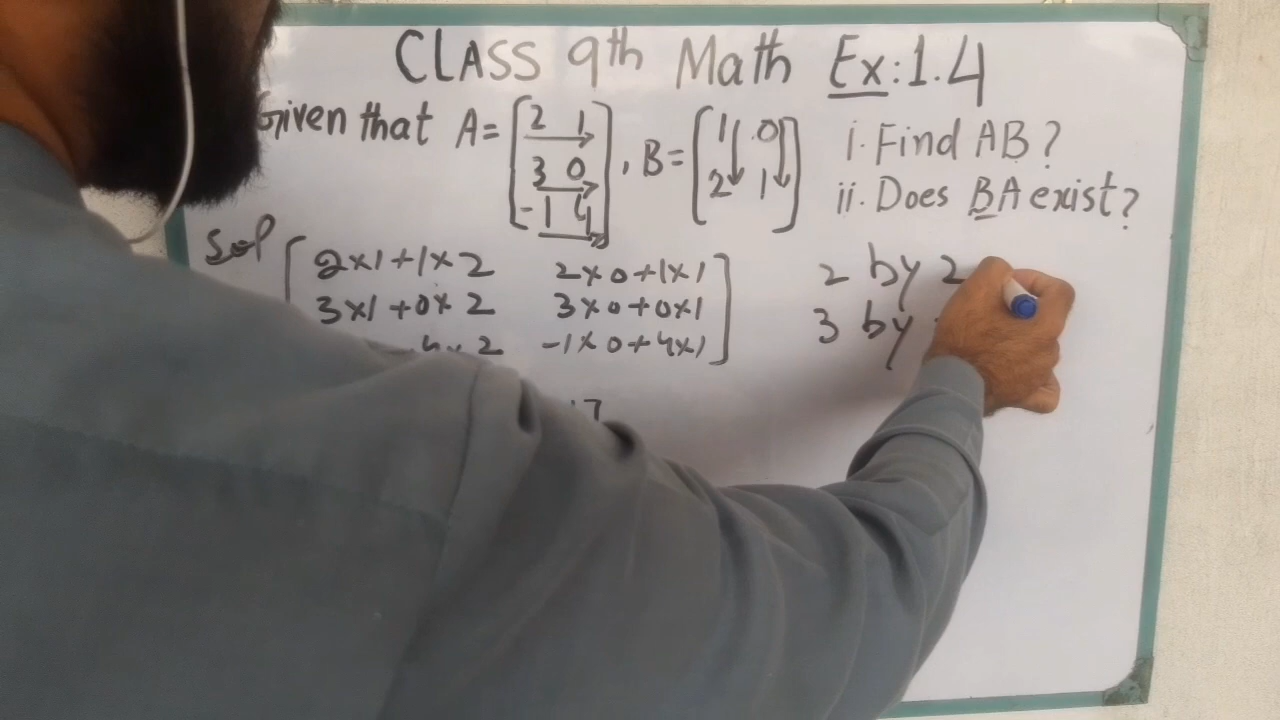 CLASS 9th Math Ex:1.4
Given that A= [2 1
3 0
-1 4], B= [1 0
2 1]
i. Find AB?
ii. Does BA exist?
Sol
[2×1+1×2 2×0+1×1
3×1+0×2 3×0+0×1
4×2 -1×0+4×1]
2 by 2
3 by